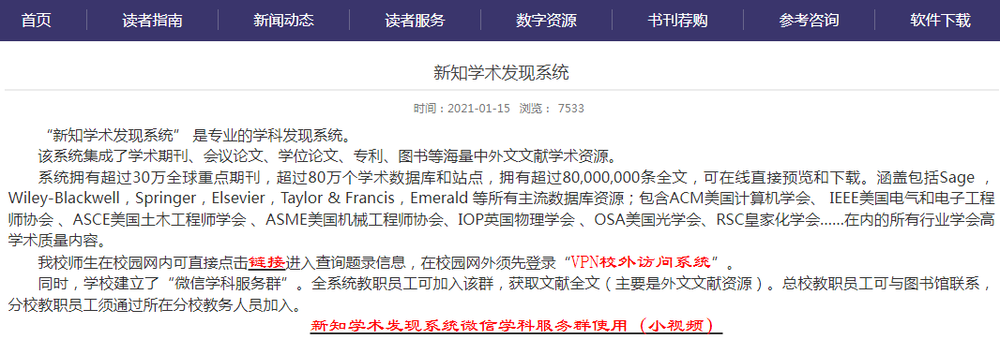 首页 读者指南 新闻动态 读者服务 数字资源 书刊荐购 参考咨询 软件下载
新知学术发现系统
时间：2021-01-15 浏览： 7533
“新知学术发现系统” 是专业的学科发现系统。
该系统集成了学术期刊、会议论文、学位论文、专利、图书等海量中外文文献学术资源。
系统拥有超过30万全球重点期刊，超过80万个学术数据库和站点，拥有超过80,000,000条全文，可在线直接预览和下载。涵盖包括Sage ，
Wiley-Blackwell，Springer，Elsevier，Taylor & Francis，Emerald 等所有主流数据库资源；包含ACM美国计算机学会、 IEEE美国电气和电子工程
师协会 、ASCE美国土木工程师学会 、ASME美国机械工程师协会、IOP英国物理学会 、OSA美国光学会、RSC皇家化学会……在内的所有行业学会高
学术质量内容。
我校师生在校园网内可直接点击链接进入查询题录信息，在校园网外须先登录“VPN校外访问系统”。
同时，学校建立了“微信学科服务群”。全系统教职员工可加入该群，获取文献全文（主要是外文文献资源）。总校教职员工可与图书馆联系，
分校教职员工须通过所在分校教务人员加入。
新知学术发现系统微信学科服务群使用（小视频）